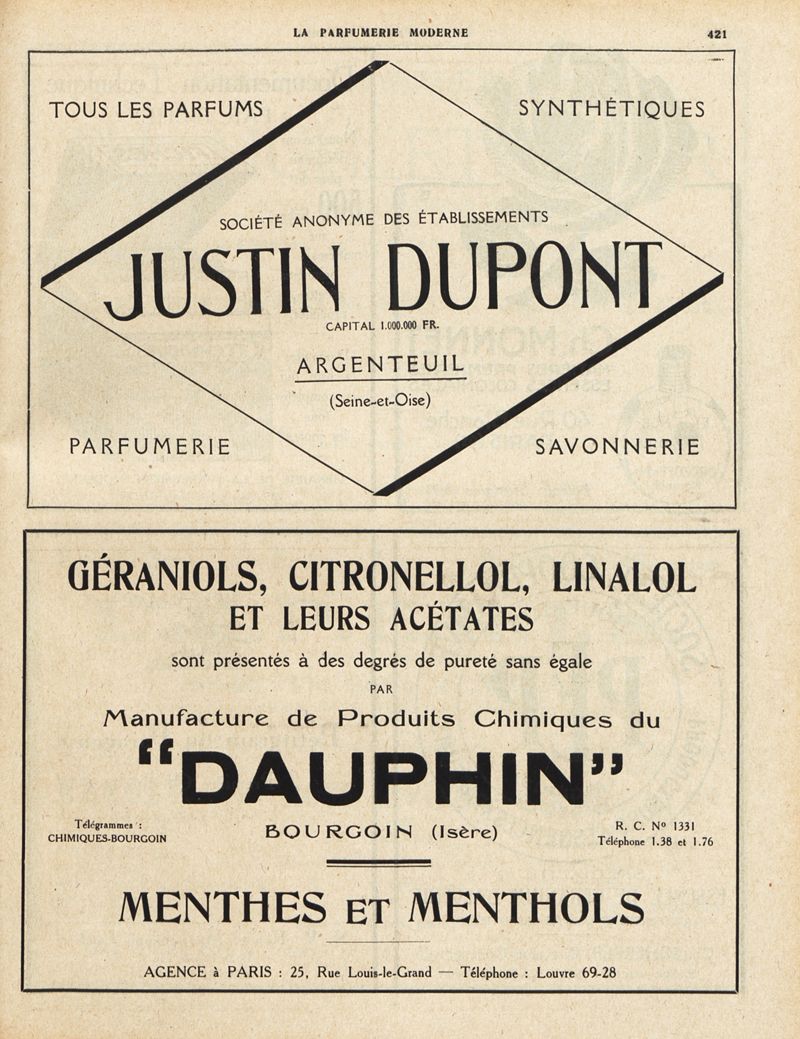 LA PARFUMERIE MODERNE 421
TOUS LES PARFUMS SYNTHÉTIQUES
SOCIÉTÉ ANONYME DES ÉTABLISSEMENTS
JUSTIN DUPONT
CAPITAL 1.000.000 FR.
ARGENTEUIL
(Seine-et-Oise)
PARFUMERIE SAVONNERIE
GÉRANIOLS, CITRONELLOL, LINALOL
ET LEURS ACÉTATES
sont présentés à des degrés de pureté sans égale
PAR
Manufacture de Produits Chimiques du
"DAUPHIN"
Télégrammes :
CHIMIQUES-BOURGOIN
BOURGOIN (Isère)
R. C. Nº 1331
Téléphone 1.38 et 1.76
MENTHES ET MENTHOLS
AGENCE à PARIS : 25, Rue Louis-le-Grand — Téléphone : Louvre 69-28